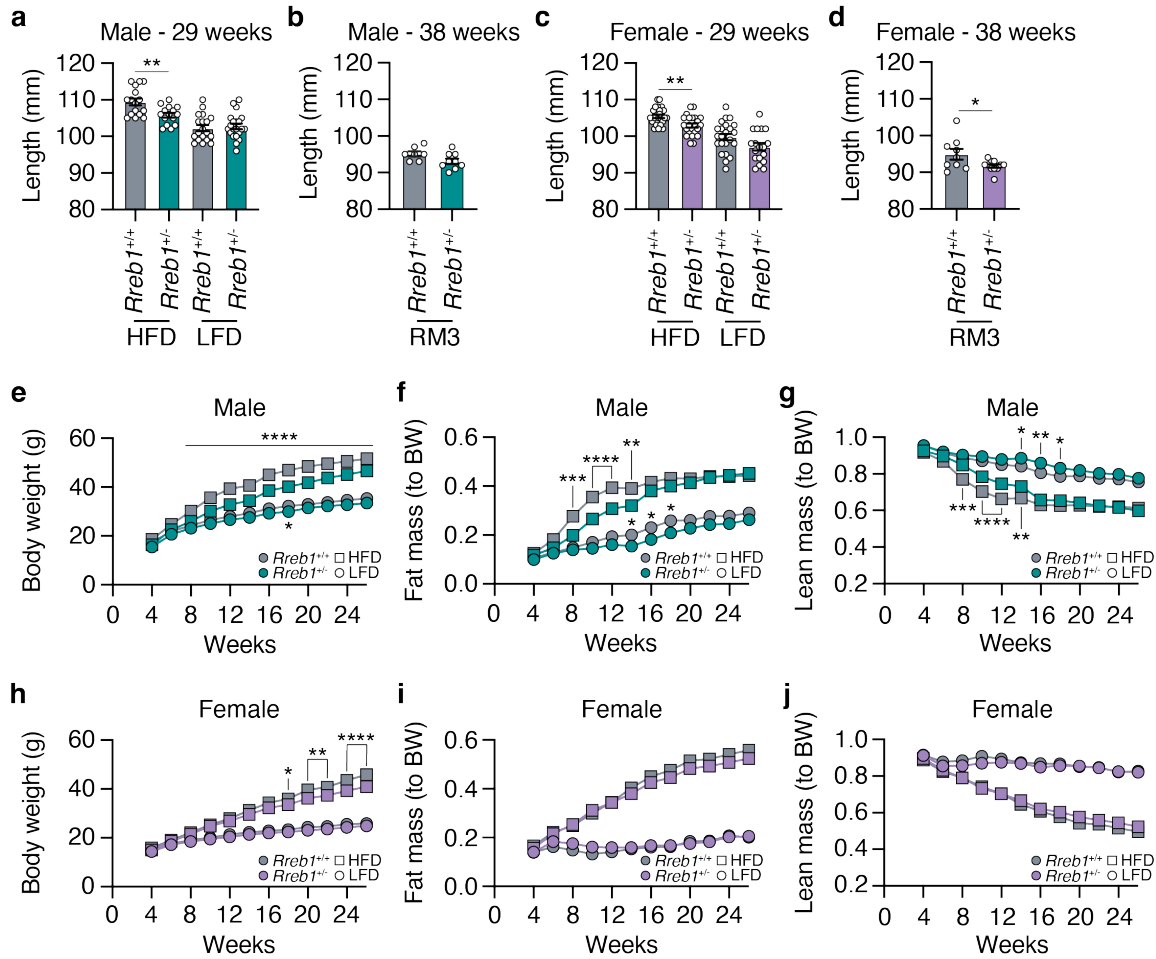 a
Male - 29 weeks
Length (mm)
120
110
100
90
80
**
Rreb1+/+
Rreb1+/-
Rreb1+/+
Rreb1+/-
HFD
LFD
b
Male - 38 weeks
Length (mm)
120
110
100
90
80
Rreb1+/+
Rreb1+/-
RM3
c
Female - 29 weeks
Length (mm)
120
110
100
90
80
**
Rreb1+/+
Rreb1+/-
Rreb1+/+
Rreb1+/-
HFD
LFD
d
Female - 38 weeks
Length (mm)
120
110
100
90
80
*
Rreb1+/+
Rreb1+/-
RM3
e
Male
Body weight (g)
60
40
20
0
****
*
Rreb1+/+ HFD
Rreb1+/- LFD
0 4 8 12 16 20 24
Weeks
f
Male
Fat mass (to BW)
0.6
0.4
0.2
0.0
*** **** **
* * *
Rreb1+/+ HFD
Rreb1+/- LFD
0 4 8 12 16 20 24
Weeks
g
Male
Lean mass (to BW)
1.0
0.8
0.6
0.4
0.2
* ** *
*** **** **
Rreb1+/+ HFD
Rreb1+/- LFD
0 4 8 12 16 20 24
Weeks
h
Female
Body weight (g)
60
40
20
0
* ** ****
Rreb1+/+ HFD
Rreb1+/- LFD
0 4 8 12 16 20 24
Weeks
i
Female
Fat mass (to BW)
0.6
0.4
0.2
0.0
Rreb1+/+ HFD
Rreb1+/- LFD
0 4 8 12 16 20 24
Weeks
j
Female
Lean mass (to BW)
1.0
0.8
0.6
0.4
0.2
Rreb1+/+ HFD
Rreb1+/- LFD
0 4 8 12 16 20 24
Weeks